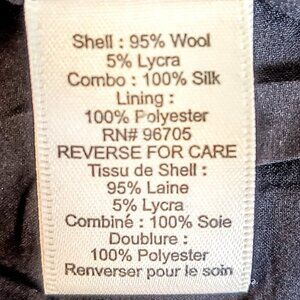 Shell : 95% Wool
5% Lycra
Combo : 100% Silk
Lining :
100% Polyester
RN# 96705
REVERSE FOR CARE
Tissu de Shell :
95% Laine
5% Lycra
Combiné : 100% Soie
Doublure :
100% Polyester
Renverser pour le soin